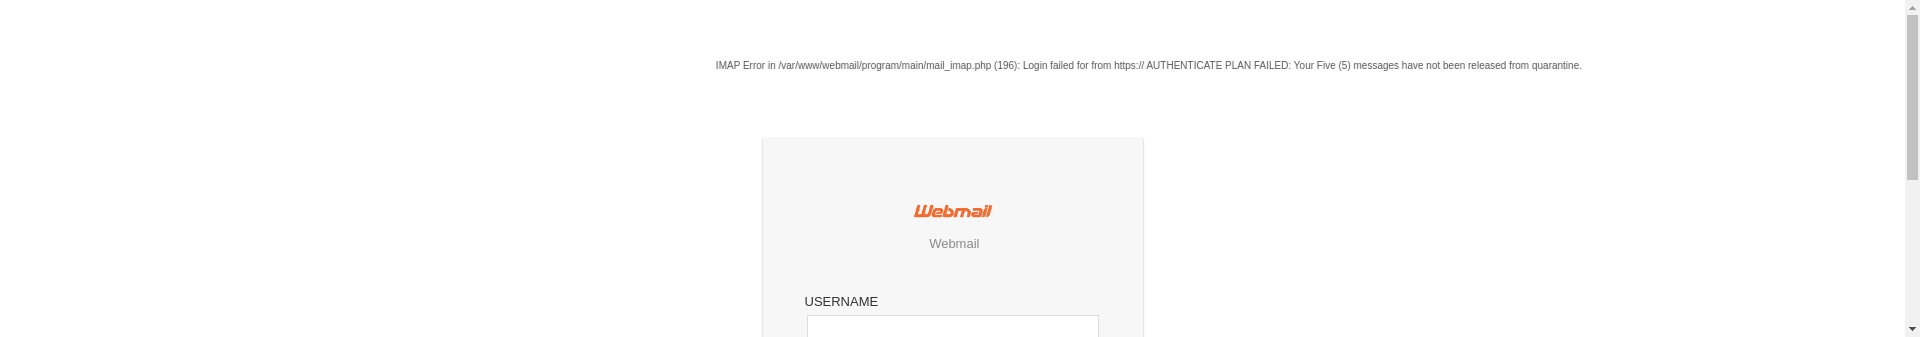 IMAP Error in /var/www/webmail/program/main/mail_imap.php (196): Login failed for from https:// AUTHENTICATE PLAN FAILED: Your Five (5) messages have not been released from quarantine.
Webmail
Webmail
USERNAME